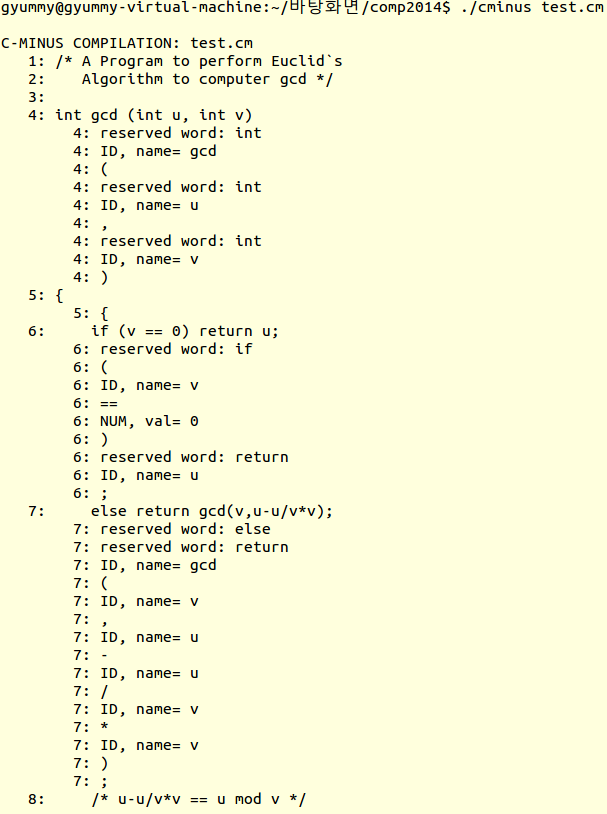 gyummy@gyummy-virtual-machine:~/바탕화면/comp2014$ ./cminus test.cm
C-MINUS COMPILATION: test.cm
   1: /* A Program to perform Euclid`s
   2:    Algorithm to computer gcd */
   3:
   4: int gcd (int u, int v)
        4: reserved word: int
        4: ID, name= gcd
        4: (
        4: reserved word: int
        4: ID, name= u
        4: ,
        4: reserved word: int
        4: ID, name= v
        4: )
   5: {
        5: {
   6:     if (v == 0) return u;
        6: reserved word: if
        6: (
        6: ID, name= v
        6: ==
        6: NUM, val= 0
        6: )
        6: reserved word: return
        6: ID, name= u
        6: ;
   7:     else return gcd(v,u-u/v*v);
        7: reserved word: else
        7: reserved word: return
        7: ID, name= gcd
        7: (
        7: ID, name= v
        7: ,
        7: ID, name= u
        7: -
        7: ID, name= u
        7: /
        7: ID, name= v
        7: *
        7: ID, name= v
        7: )
        7: ;
   8:     /* u-u/v*v == u mod v */